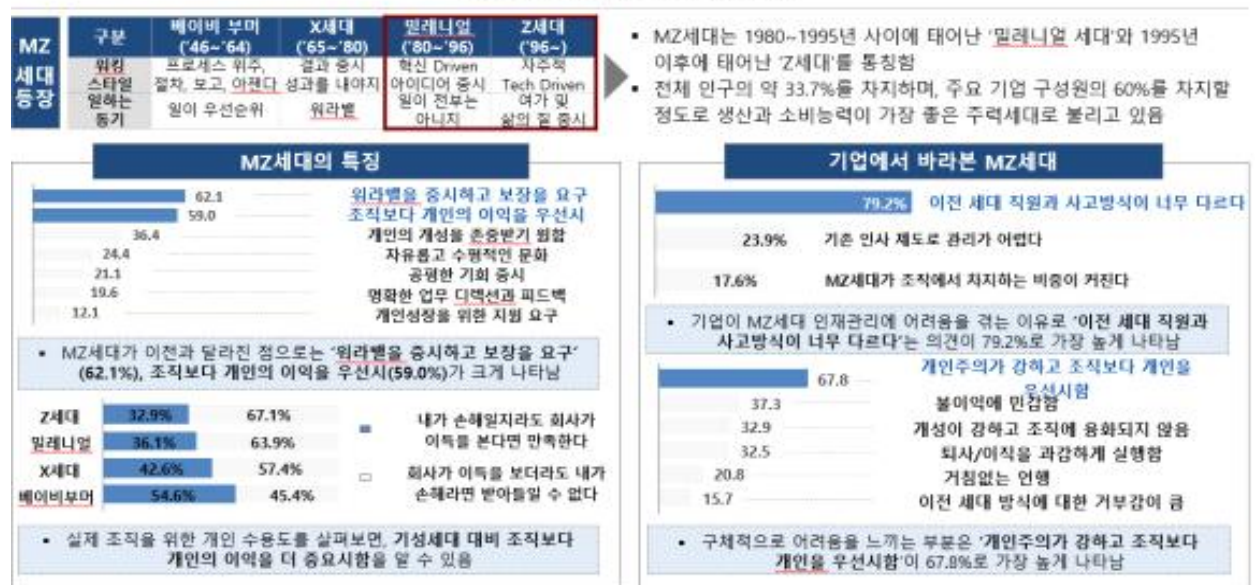 MZ
세대
등장
구분 베이비 부머 X세대 밀레니얼 Z세대
('46~'64) ('65~'80) ('80~'96) ('96~)
워킹 프로세스 위주, 결과 중시 혁신 Driven 자주적
스타일 절차, 보고, 아젠다 성과를 내야지 아이디어 중시 Tech Driven
일하는 일이 우선순위 워라밸 일이 전부는 여가 및
동기 아니지 삶의 질 중시
▪ MZ세대는 1980~1995년 사이에 태어난 '밀레니얼 세대'와 1995년
이후에 태어난 'Z세대'를 통칭함
▪ 전체 인구의 약 33.7%를 차지하며, 주요 기업 구성원의 60%를 차지할
정도로 생산과 소비능력이 가장 좋은 주력세대로 불리고 있음
MZ세대의 특징
62.1 워라밸을 중시하고 보장을 요구
59.0 조직보다 개인의 이익을 우선시
36.4 개인의 개성을 존중받기 원함
24.4 자유롭고 수평적인 문화
21.1 공평한 기회 중시
19.6 명확한 업무 디렉션과 피드백
12.1 개인성장을 위한 지원 요구
▪ MZ세대가 이전과 달라진 점으로는 '워라밸을 중시하고 보장을 요구'
(62.1%), 조직보다 개인의 이익을 우선시(59.0%)가 크게 나타남
Z세대 32.9% 67.1%
밀레니얼 36.1% 63.9%
X세대 42.6% 57.4%
베이비부머 54.6% 45.4%
내가 손해일지라도 회사가
이득을 본다면 만족한다
회사가 이득을 보더라도 내가
손해라면 받아들일 수 없다
▪ 실제 조직을 위한 개인 수용도를 살펴보면, 기성세대 대비 조직보다
개인의 이익을 더 중요시함을 알 수 있음
기업에서 바라본 MZ세대
79.2% 이전 세대 직원과 사고방식이 너무 다르다
23.9% 기존 인사 제도로 관리가 어렵다
17.6% MZ세대가 조직에서 차지하는 비중이 커진다
▪ 기업이 MZ세대 인재관리에 어려움을 겪는 이유로 '이전 세대 직원과
사고방식이 너무 다르다'는 의견이 79.2%로 가장 높게 나타남
67.8 개인주의가 강하고 조직보다 개인을
우선시함
37.3 불이익에 민감함
32.9 개성이 강하고 조직에 융화되지 않음
32.5 퇴사/이직을 과감하게 실행함
20.8 거침없는 언행
15.7 이전 세대 방식에 대한 거부감이 큼
▪ 구체적으로 어려움을 느끼는 부분은 '개인주의가 강하고 조직보다
개인을 우선시함'이 67.8%로 가장 높게 나타남